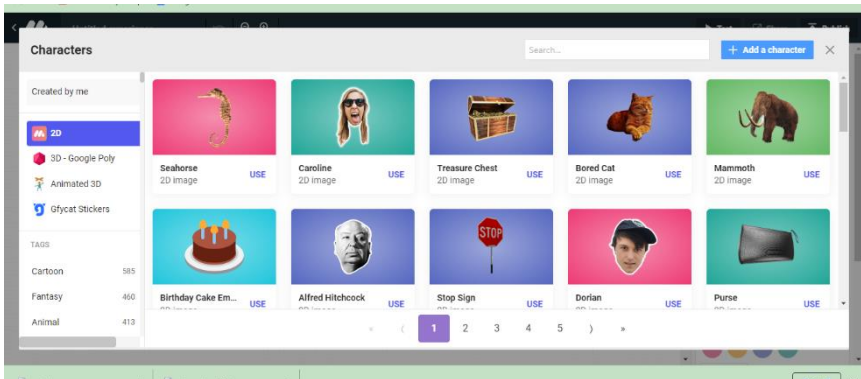 Characters
Search...
+ Add a character
Created by me
2D
3D - Google Poly
Animated 3D
Gfycat Stickers
TAGS
Cartoon 585
Fantasy 460
Animal 413
Seahorse
2D image
USE
Caroline
2D image
USE
Treasure Chest
2D image
USE
Bored Cat
2D image
USE
Mammoth
2D image
USE
Birthday Cake Em...
USE
Alfred Hitchcock
USE
STOP
Stop Sign
USE
Dorian
USE
Purse
USE
« ⟨ 1 2 3 4 5 ⟩ »